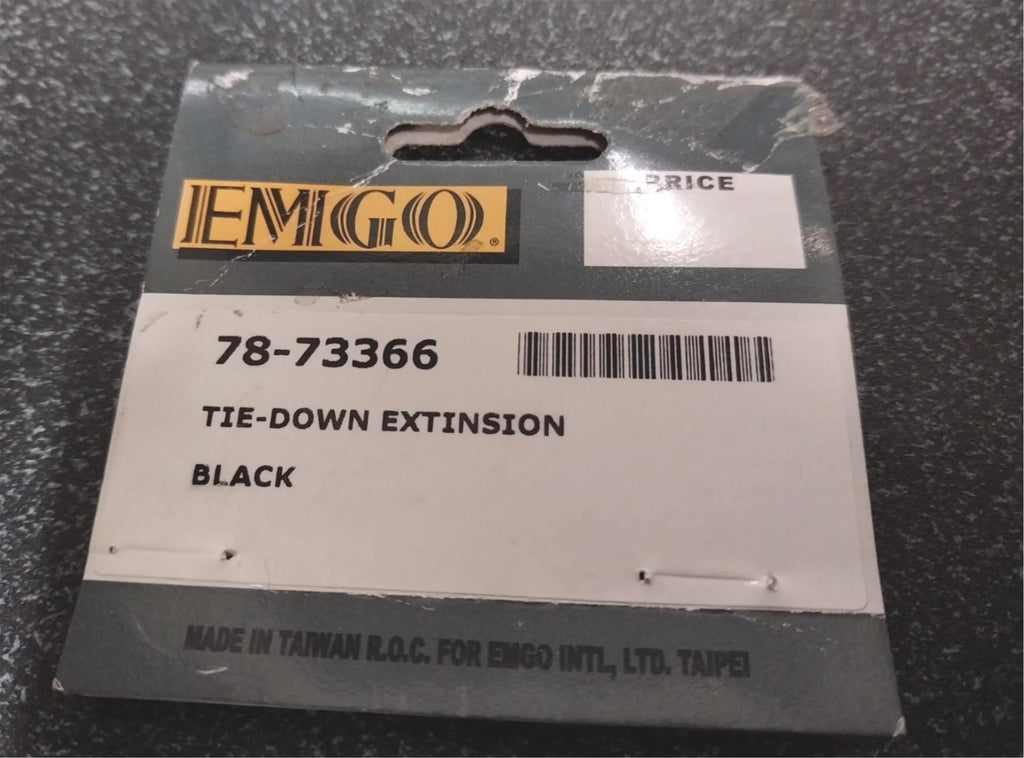 EMGO®
PRICE
78-73366
TIE-DOWN EXTINSION
BLACK
MADE IN TAIWAN R.O.C. FOR EMGO INTL, LTD. TAIPEI